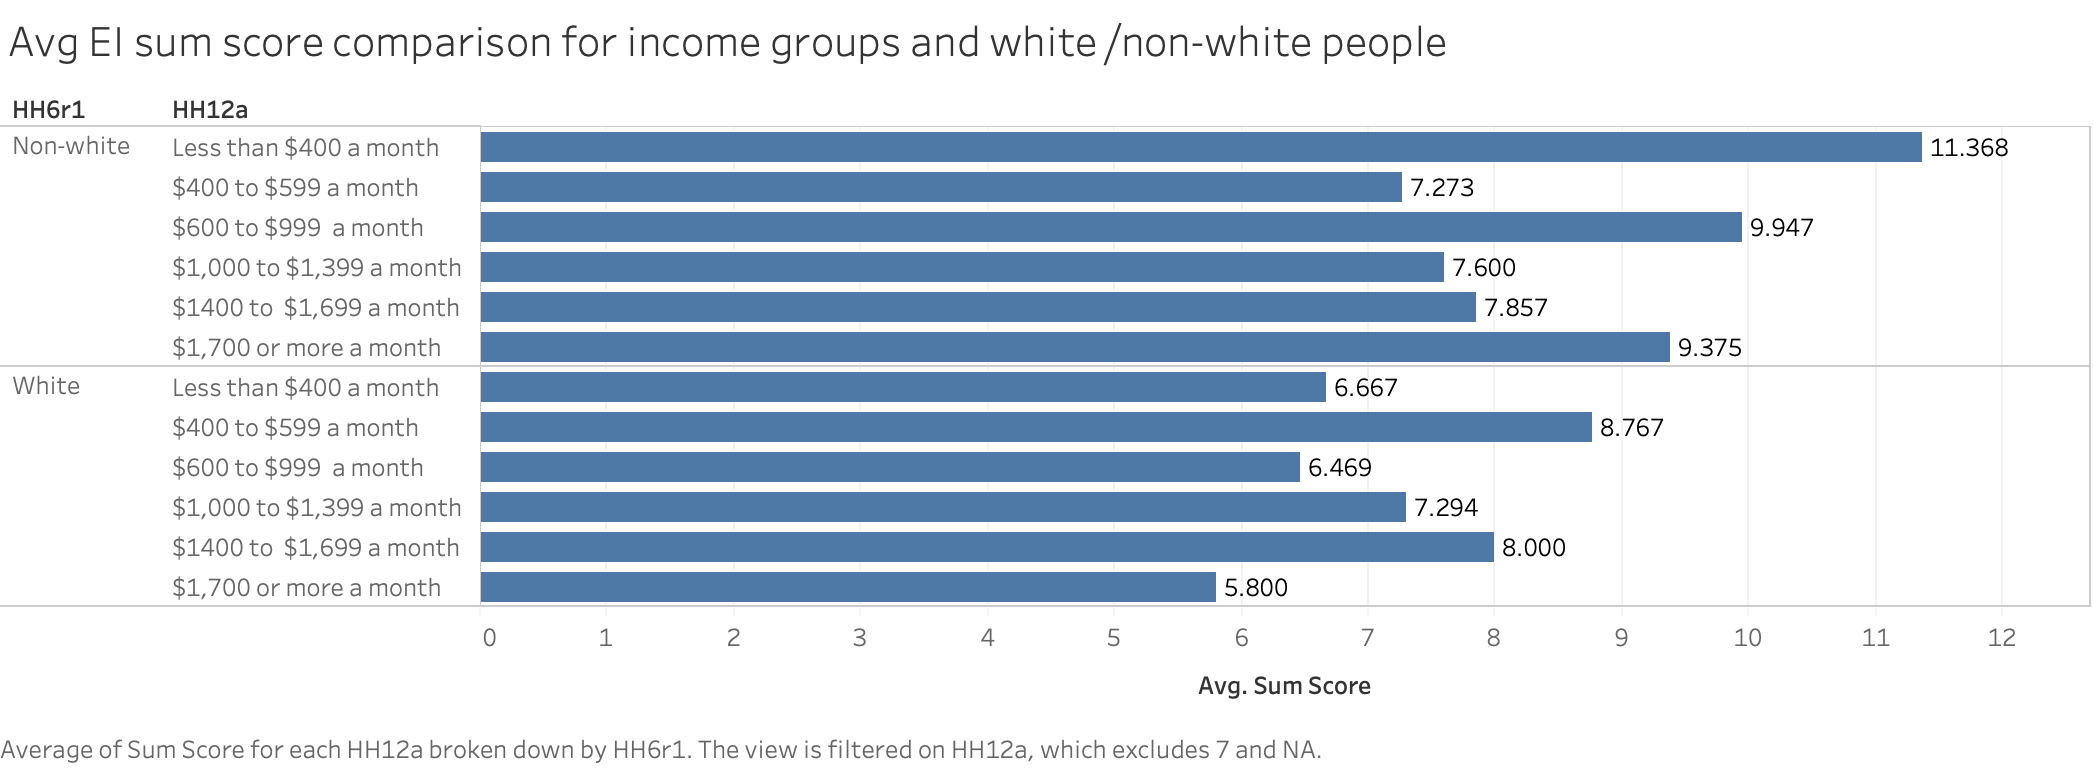 Avg EI sum score comparison for income groups and white /non-white people
HH6r1 HH12a
Non-white Less than $400 a month 11.368
$400 to $599 a month 7.273
$600 to $999  a month 9.947
$1,000 to $1,399 a month 7.600
$1400 to  $1,699 a month 7.857
$1,700 or more a month 9.375
White Less than $400 a month 6.667
$400 to $599 a month 8.767
$600 to $999  a month 6.469
$1,000 to $1,399 a month 7.294
$1400 to  $1,699 a month 8.000
$1,700 or more a month 5.800
0 1 2 3 4 5 6 7 8 9 10 11 12
Avg. Sum Score
Average of Sum Score for each HH12a broken down by HH6r1. The view is filtered on HH12a, which excludes 7 and NA.